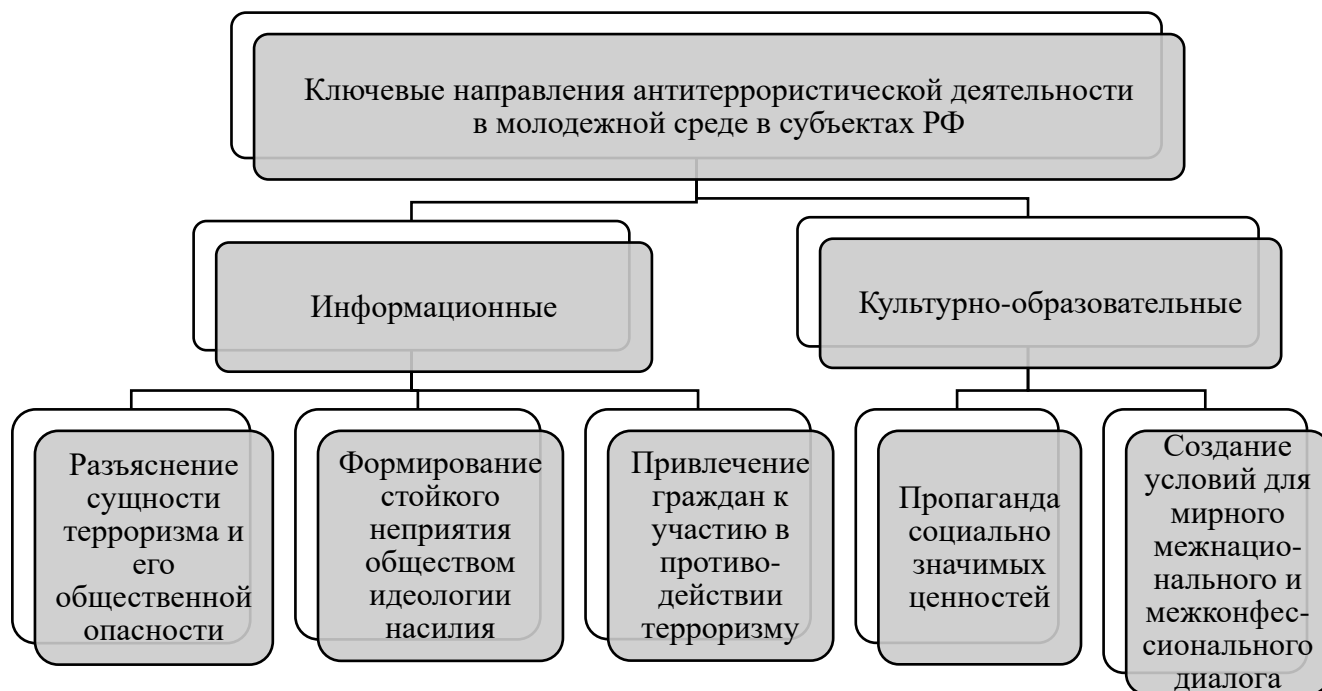 Ключевые направления антитеррористической деятельности
в молодежной среде в субъектах РФ
Информационные
Культурно-образовательные
Разъяснение
сущности
терроризма и
его
общественной
опасности
Формирование
стойкого
неприятия
обществом
идеологии
насилия
Привлечение
граждан к
участию в
противо-
действии
терроризму
Пропаганда
социально
значимых
ценностей
Создание
условий для
мирного
межнацио-
нального и
межконфес-
сионального
диалога